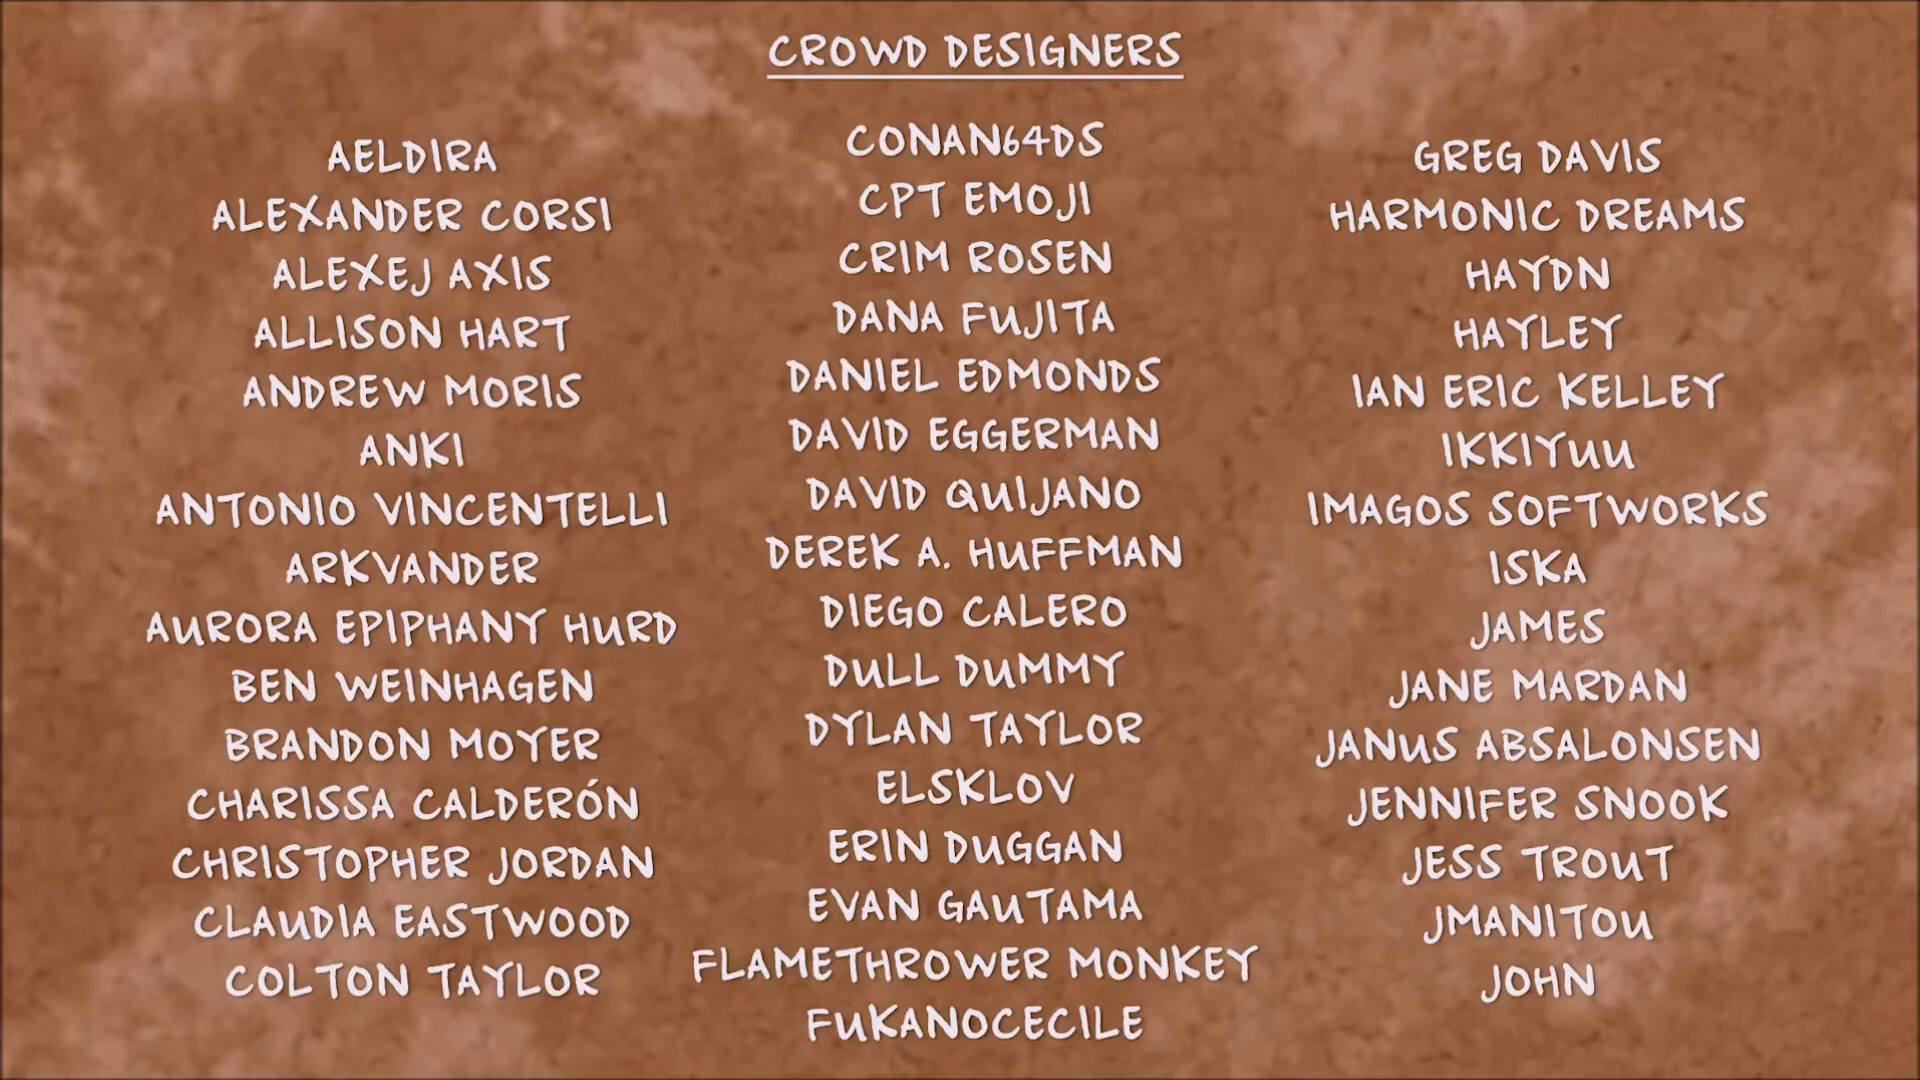 CROWD DESIGNERS
AELDIRA
ALEXANDER CORSI
ALEXEJ AXIS
ALLISON HART
ANDREW MORIS
ANKI
ANTONIO VINCENTELLI
ARKVANDER
AURORA EPIPHANY HURD
BEN WEINHAGEN
BRANDON MOYER
CHARISSA CALDERÓN
CHRISTOPHER JORDAN
CLAUDIA EASTWOOD
COLTON TAYLOR
CONAN64DS
CPT EMOJI
CRIM ROSEN
DANA FUJITA
DANIEL EDMONDS
DAVID EGGERMAN
DAVID QUIJANO
DEREK A. HUFFMAN
DIEGO CALERO
DULL DUMMY
DYLAN TAYLOR
ELSKLOV
ERIN DUGGAN
EVAN GAUTAMA
FLAMETHROWER MONKEY
FUKANOCECILE
GREG DAVIS
HARMONIC DREAMS
HAYDN
HAYLEY
IAN ERIC KELLEY
IKKIYUU
IMAGOS SOFTWORKS
ISKA
JAMES
JANE MARDAN
JANUS ABSALONSEN
JENNIFER SNOOK
JESS TROUT
JMANITOU
JOHN